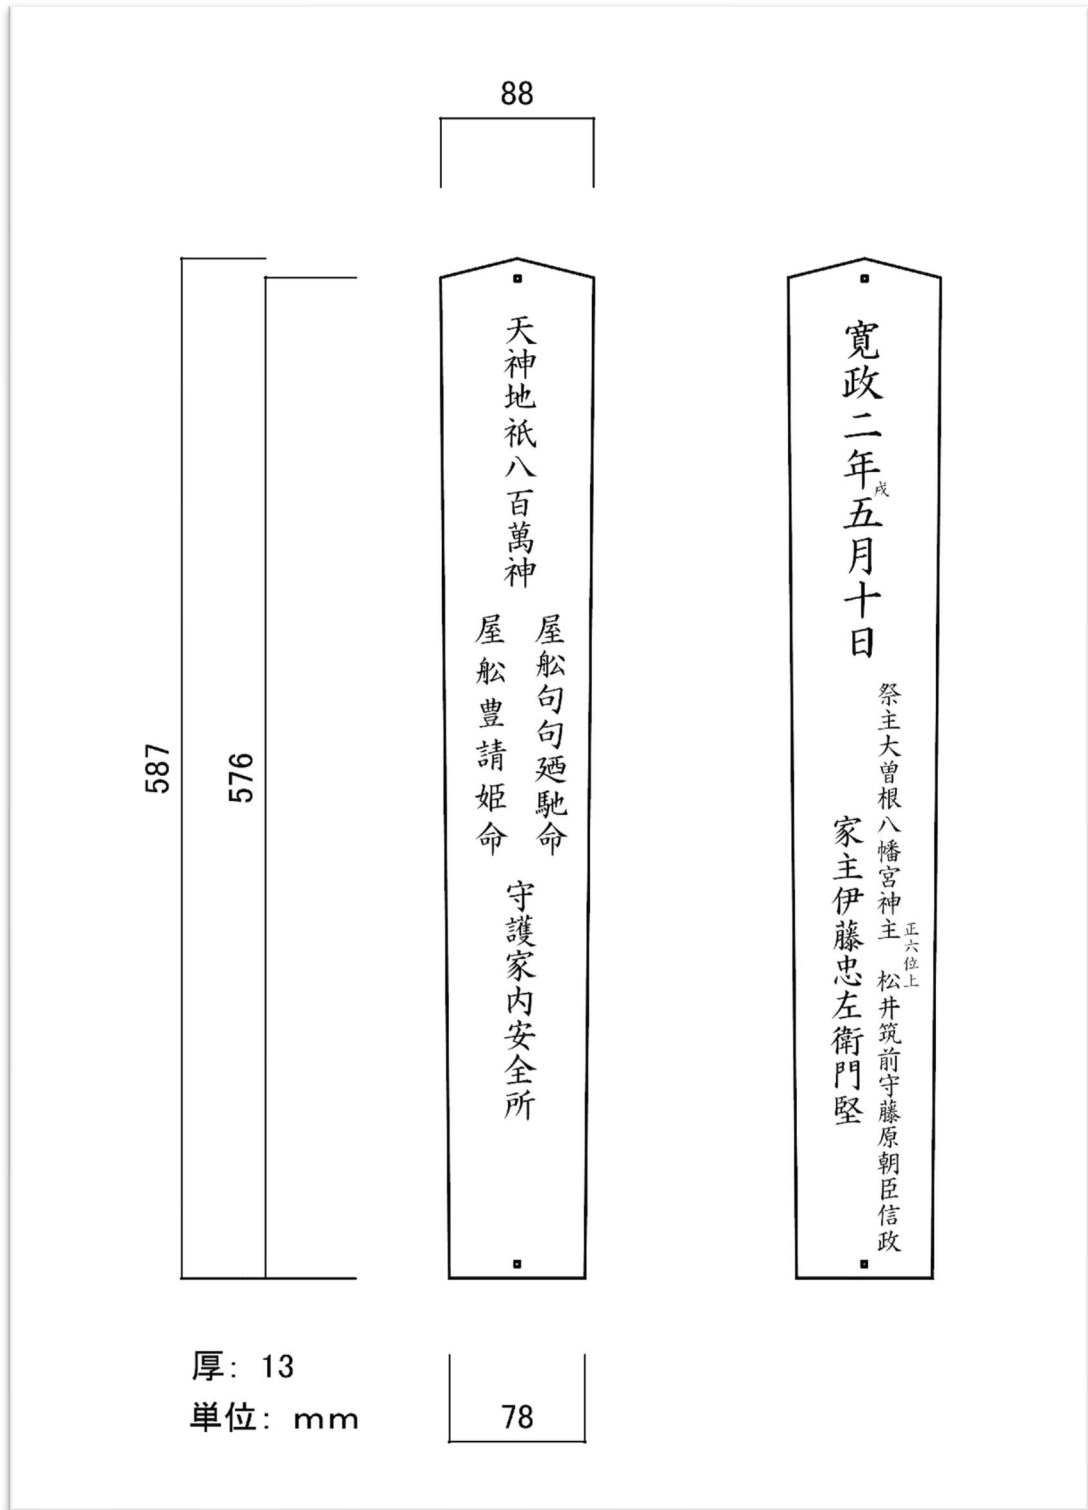 88
587
576
天神地祇八百萬神
屋舩句句廼馳命
屋舩豊請姫命
守護家内安全所
寛政二年戌五月十日
祭主大曽根八幡宮神主 正六位上 松井筑前守藤原朝臣信政
家主伊藤忠左衛門堅
厚: 13
単位: mm
78